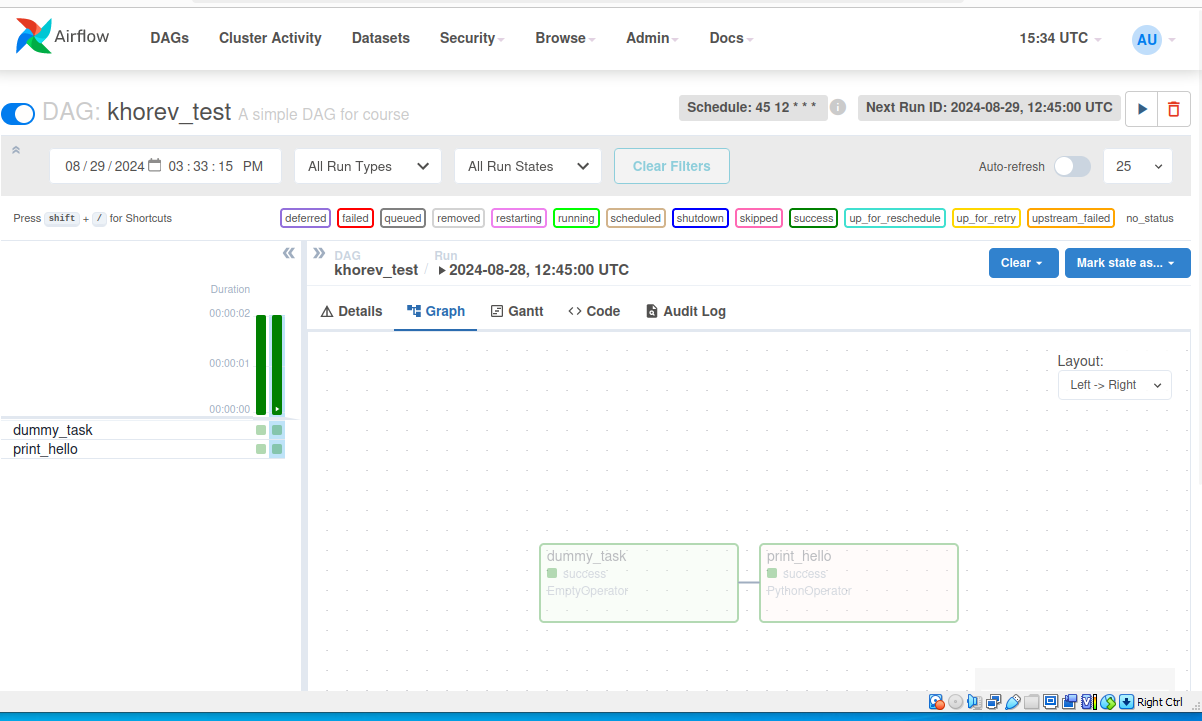 Airflow DAGs Cluster Activity Datasets Security Browse Admin Docs 15:34 UTC AU
DAG: khorev_test A simple DAG for course Schedule: 45 12 * * * i Next Run ID: 2024-08-29, 12:45:00 UTC
08/29/2024 03:33:15 PM All Run Types All Run States Clear Filters Auto-refresh 25
Press shift + / for Shortcuts deferred failed queued removed restarting running scheduled shutdown skipped success up_for_reschedule up_for_retry upstream_failed no_status
DAG Run
khorev_test / 2024-08-28, 12:45:00 UTC Clear Mark state as...
Duration
00:00:02
00:00:01
00:00:00
dummy_task
print_hello
Details Graph Gantt <> Code Audit Log
Layout:
Left -> Right
dummy_task
success
EmptyOperator
print_hello
success
PythonOperator
Right Ctrl